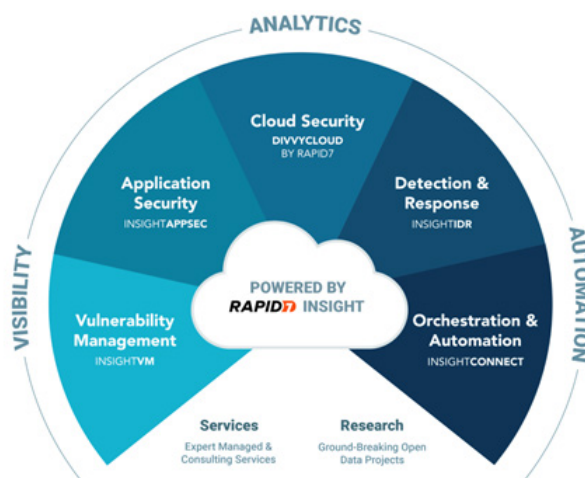 ANALYTICS
VISIBILITY
AUTOMATION
Cloud Security
DIVVYCLOUD
BY RAPID7
Application
Security
INSIGHTAPPSEC
Detection &
Response
INSIGHTIDR
Vulnerability
Management
INSIGHTVM
POWERED BY
RAPID7 INSIGHT
Orchestration &
Automation
INSIGHTCONNECT
Services
Expert Managed &
Consulting Services
Research
Ground-Breaking Open
Data Projects